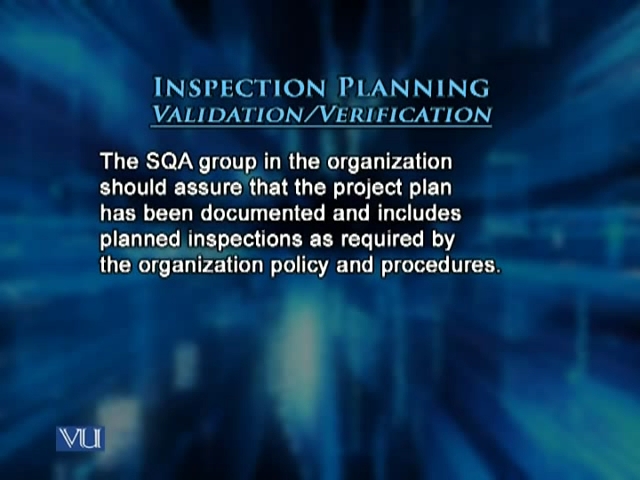 INSPECTION PLANNING
VALIDATION/VERIFICATION
The SQA group in the organization
should assure that the project plan
has been documented and includes
planned inspections as required by
the organization policy and procedures.
VU